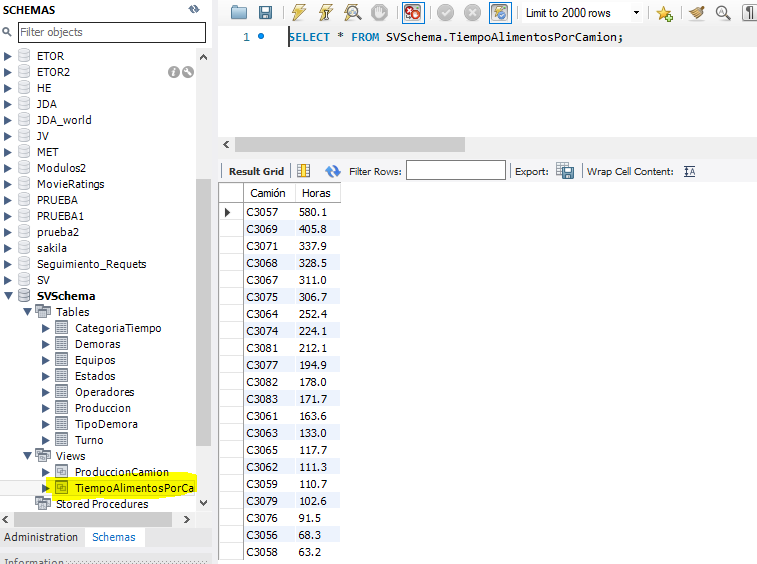 SCHEMAS
Filter objects
ETOR
ETOR2
HE
JDA
JDA_world
JV
MET
Modulos2
MovieRatings
PRUEBA
PRUEBA1
prueba2
sakila
Seguimiento_Requets
SV
SVSchema
Tables
CategoriaTiempo
Demoras
Equipos
Estados
Operadores
Produccion
TipoDemora
Turno
Views
ProduccionCamion
TiempoAlimentosPorCa
Stored Procedures
Administration Schemas
Information
Limit to 2000 rows
1 SELECT * FROM SVSchema.TiempoAlimentosPorCamion;
Result Grid Filter Rows: Export: Wrap Cell Content: IA
Camión Horas
C3057 580.1
C3069 405.8
C3071 337.9
C3068 328.5
C3067 311.0
C3075 306.7
C3064 252.4
C3074 224.1
C3081 212.1
C3077 194.9
C3082 178.0
C3083 171.7
C3061 163.6
C3063 133.0
C3065 117.7
C3062 111.3
C3059 110.7
C3079 102.6
C3076 91.5
C3056 68.3
C3058 63.2